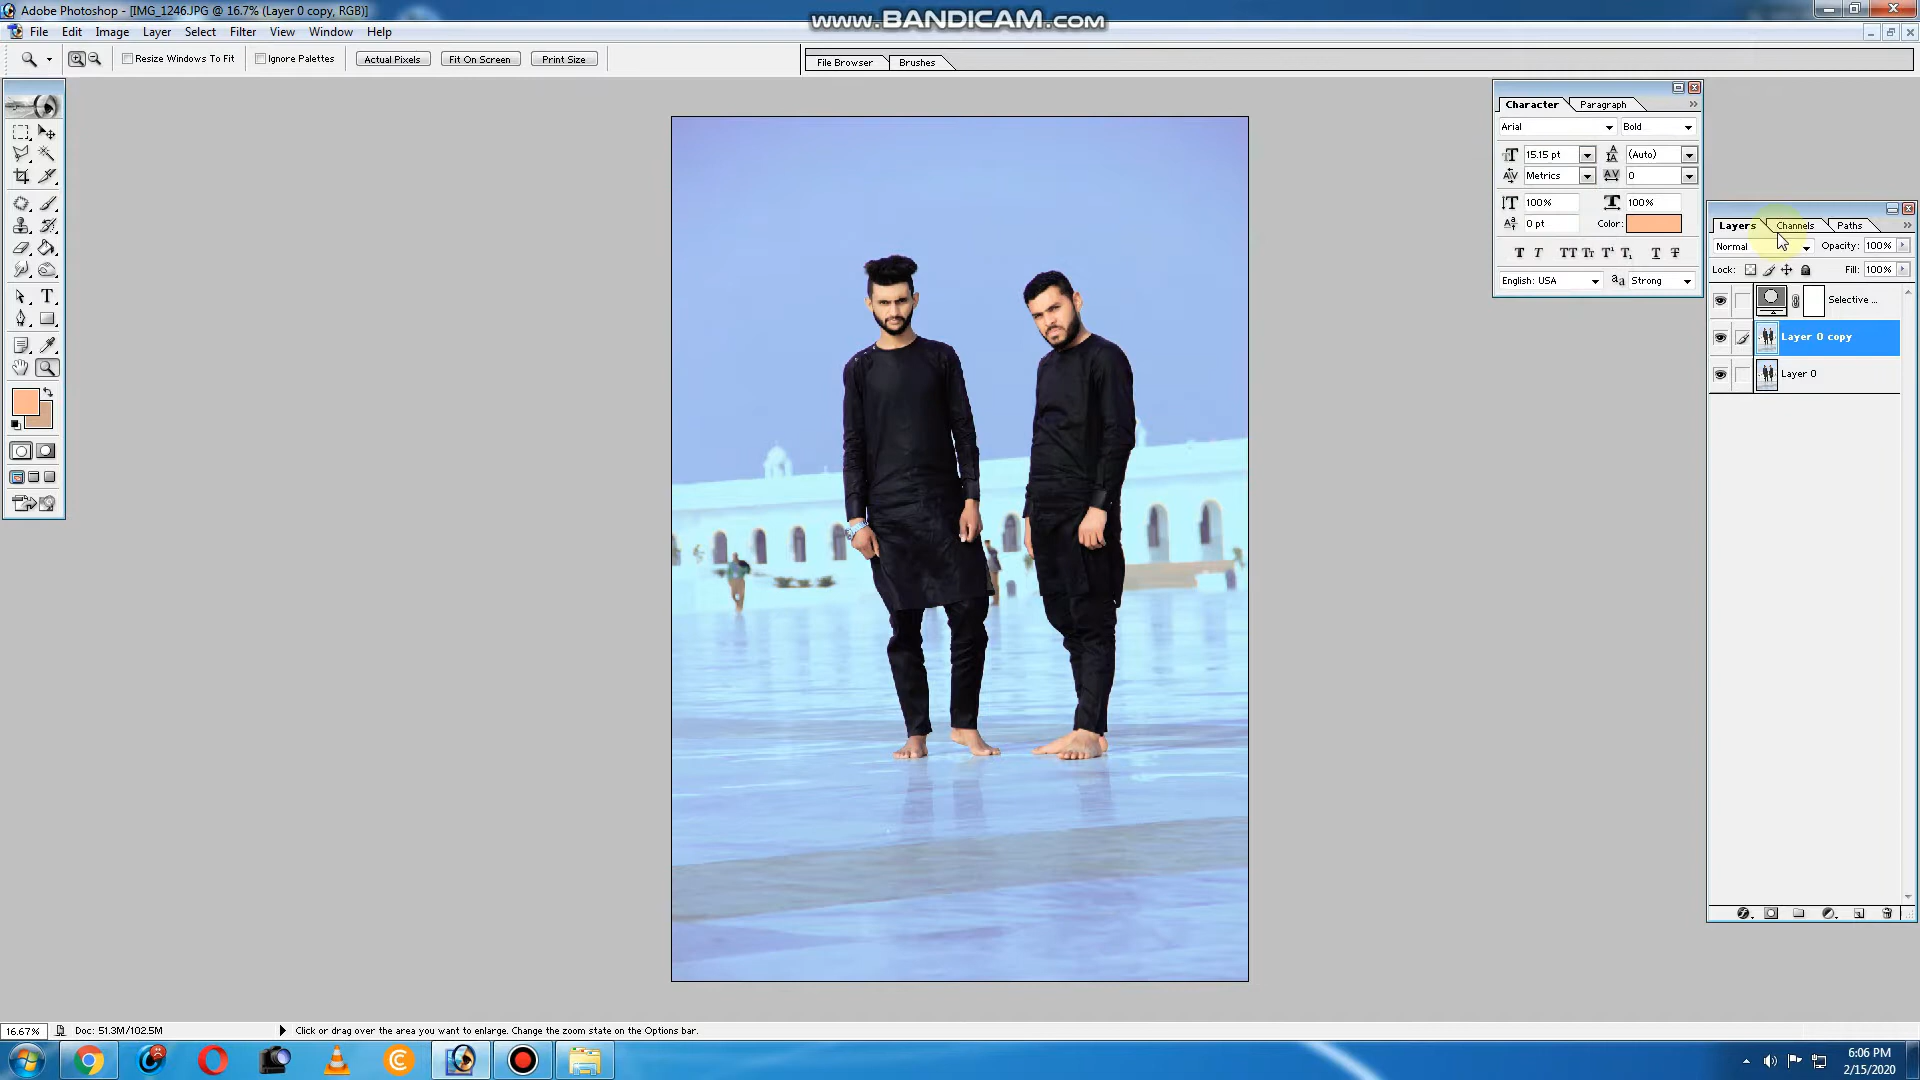 Adobe Photoshop - [IMG_1246.JPG @ 16.7% (Layer 0 copy, RGB)]
www.BANDICAM.com
File Edit Image Layer Select Filter View Window Help
Resize Windows To Fit Ignore Palettes Actual Pixels Fit On Screen Print Size File Browser Brushes
Character Paragraph
Arial Bold
15.15 pt (Auto)
Metrics 0
100% 100%
0 pt Color:
English: USA Strong
Layers Channels Paths
Normal Opacity: 100%
Lock: Fill: 100%
Selective ...
Layer 0 copy
Layer 0
16.67% Doc: 51.3M/102.5M Click or drag over the area you want to enlarge. Change the zoom state on the Options bar.
6:06 PM
2/15/2020